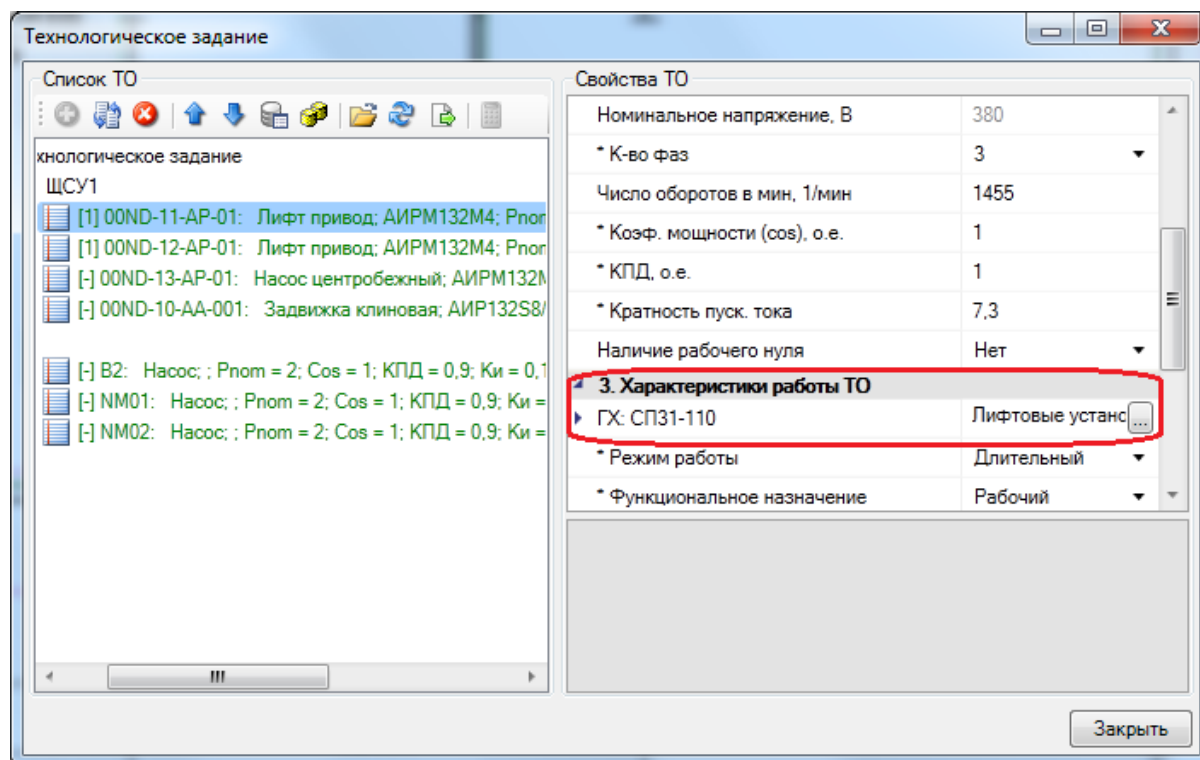 Технологическое задание
Список ТО
хнологическое задание
ЩСУ1
[1] 00ND-11-AP-01: Лифт привод; АИРМ132М4; Pnom
[1] 00ND-12-AP-01: Лифт привод; АИРМ132М4; Pnom
[-] 00ND-13-AP-01: Насос центробежный; АИРМ132М
[-] 00ND-10-AA-001: Задвижка клиновая; АИР132S8/
[-] B2: Насос; ; Pnom = 2; Cos = 1; КПД = 0,9; Ки = 0,1
[-] NM01: Насос; ; Pnom = 2; Cos = 1; КПД = 0,9; Ки =
[-] NM02: Насос; ; Pnom = 2; Cos = 1; КПД = 0,9; Ки =
Свойства ТО
Номинальное напряжение, В 380
* К-во фаз 3
Число оборотов в мин, 1/мин 1455
* Коэф. мощности (cos), о.е. 1
* КПД, о.е. 1
* Кратность пуск. тока 7,3
Наличие рабочего нуля Нет
3. Характеристики работы ТО
ГХ: СП31-110 Лифтовые устанс ...
* Режим работы Длительный
* Функциональное назначение Рабочий
Закрыть